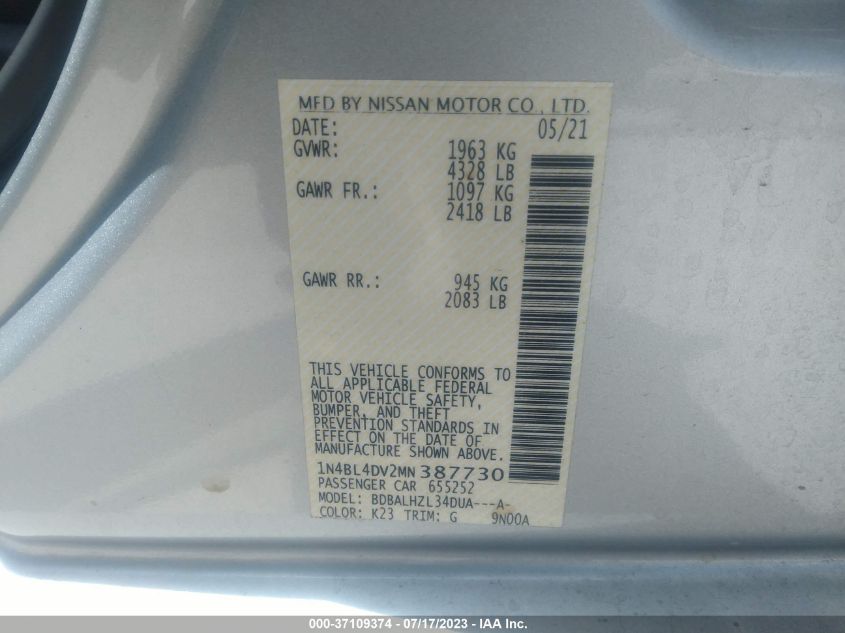 MFD BY NISSAN MOTOR CO., LTD.
DATE: 05/21
GVWR: 1963 KG
4328 LB
GAWR FR.: 1097 KG
2418 LB
GAWR RR.: 945 KG
2083 LB
THIS VEHICLE CONFORMS TO
ALL APPLICABLE FEDERAL
MOTOR VEHICLE SAFETY,
BUMPER, AND THEFT
PREVENTION STANDARDS IN
EFFECT ON THE DATE OF
MANUFACTURE SHOWN ABOVE.
1N4BL4DV2MN387730
PASSENGER CAR 655252
MODEL: BDBALHZL34DUA---A-
COLOR: K23 TRIM: G 9N00A
000-37109374 - 07/17/2023 - IAAI.COM